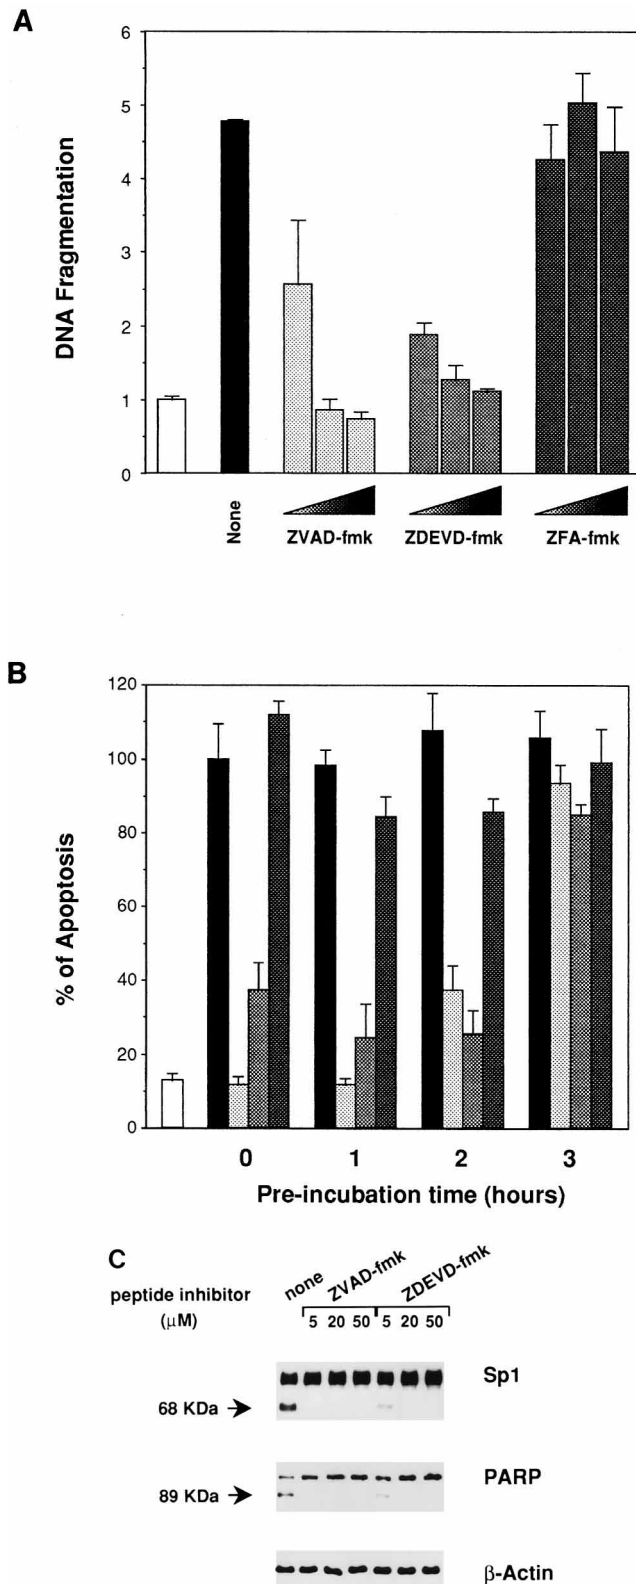 A
6
5
4
3
2
1
0
DNA Fragmentation
None
ZVAD-fmk
ZDEVD-fmk
ZFA-fmk
B
120
100
80
60
40
20
0
% of Apoptosis
0 1 2 3
Pre-incubation time (hours)
C
peptide inhibitor
(μM)
none
ZVAD-fmk
ZDEVD-fmk
5 20 50 5 20 50
Sp1
68 KDa
PARP
89 KDa
β-Actin